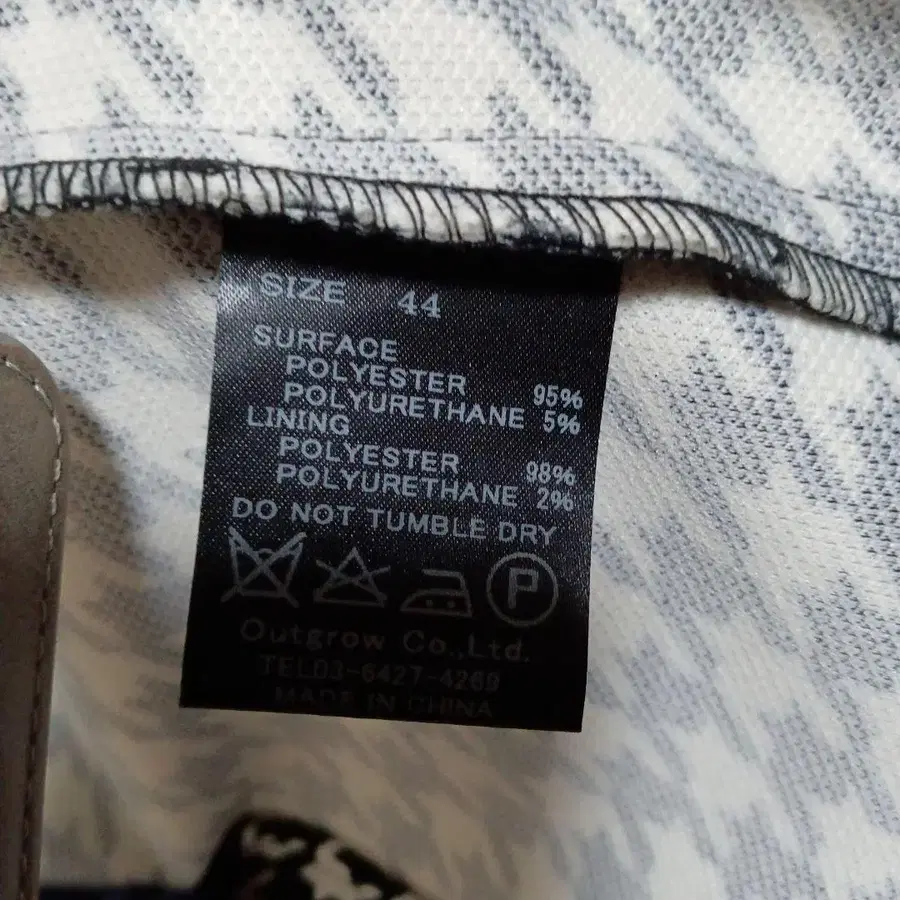 SIZE 44
SURFACE
POLYESTER 95%
POLYURETHANE 5%
LINING
POLYESTER 98%
POLYURETHANE 2%
DO NOT TUMBLE DRY
P
Outgrow Co.,Ltd.
TEL03-6427-4260
MADE IN CHINA